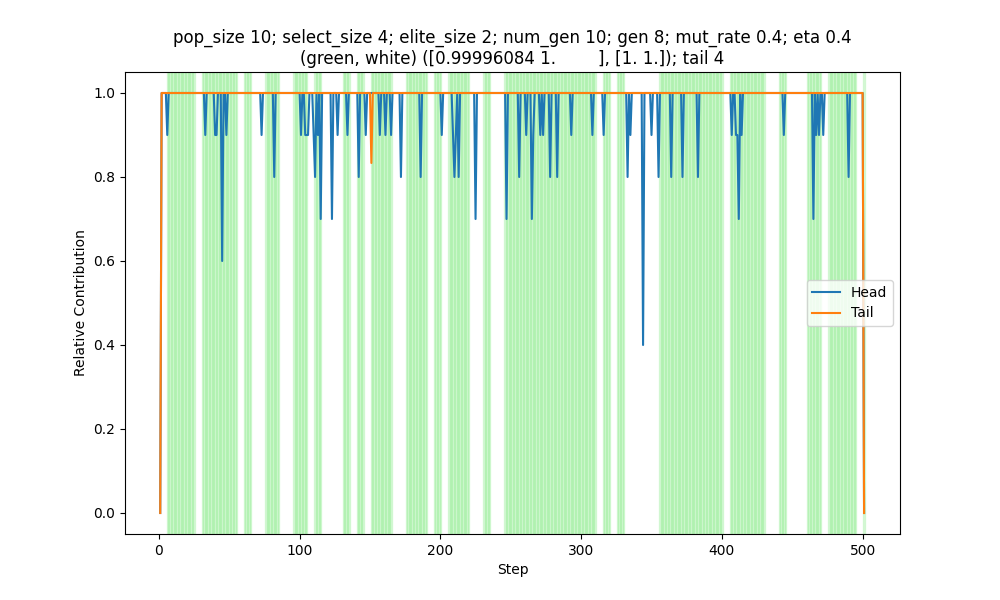 pop_size 10; select_size 4; elite_size 2; num_gen 10; gen 8; mut_rate 0.4; eta 0.4
(green, white) ([0.99996084 1.        ], [1. 1.]); tail 4
1.0
0.8
0.6
0.4
0.2
0.0
Relative Contribution
Head
Tail
0
100
200
300
400
500
Step